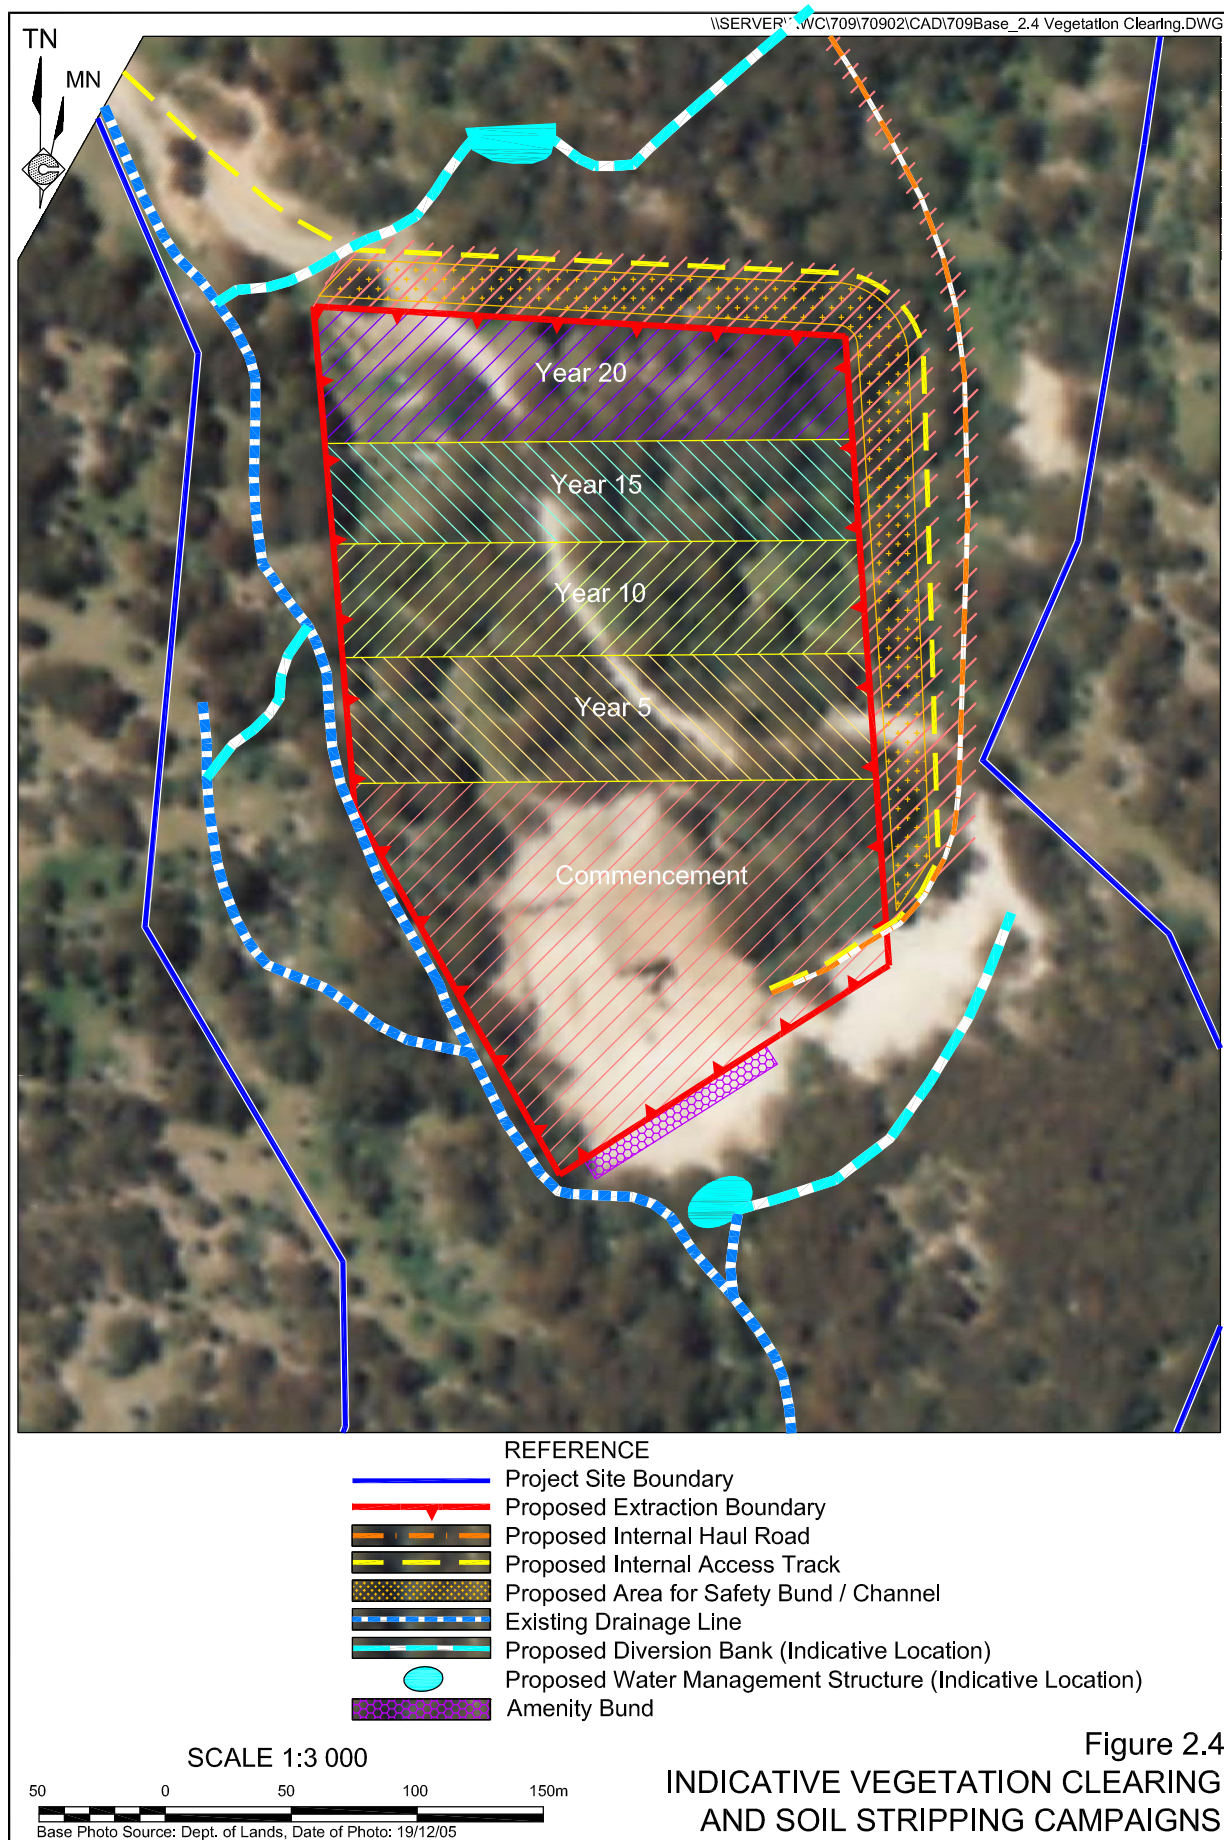 \\SERVER\ \WC\709\70902\CAD\709Base_2.4 Vegetation Clearing.DWG
TN
MN
Year 20
Year 15
Year 10
Year 5
Commencement
REFERENCE
Project Site Boundary
Proposed Extraction Boundary
Proposed Internal Haul Road
Proposed Internal Access Track
Proposed Area for Safety Bund / Channel
Existing Drainage Line
Proposed Diversion Bank (Indicative Location)
Proposed Water Management Structure (Indicative Location)
Amenity Bund
SCALE 1:3 000
50 0 50 100 150m
Base Photo Source: Dept. of Lands, Date of Photo: 19/12/05
Figure 2.4
INDICATIVE VEGETATION CLEARING
AND SOIL STRIPPING CAMPAIGNS